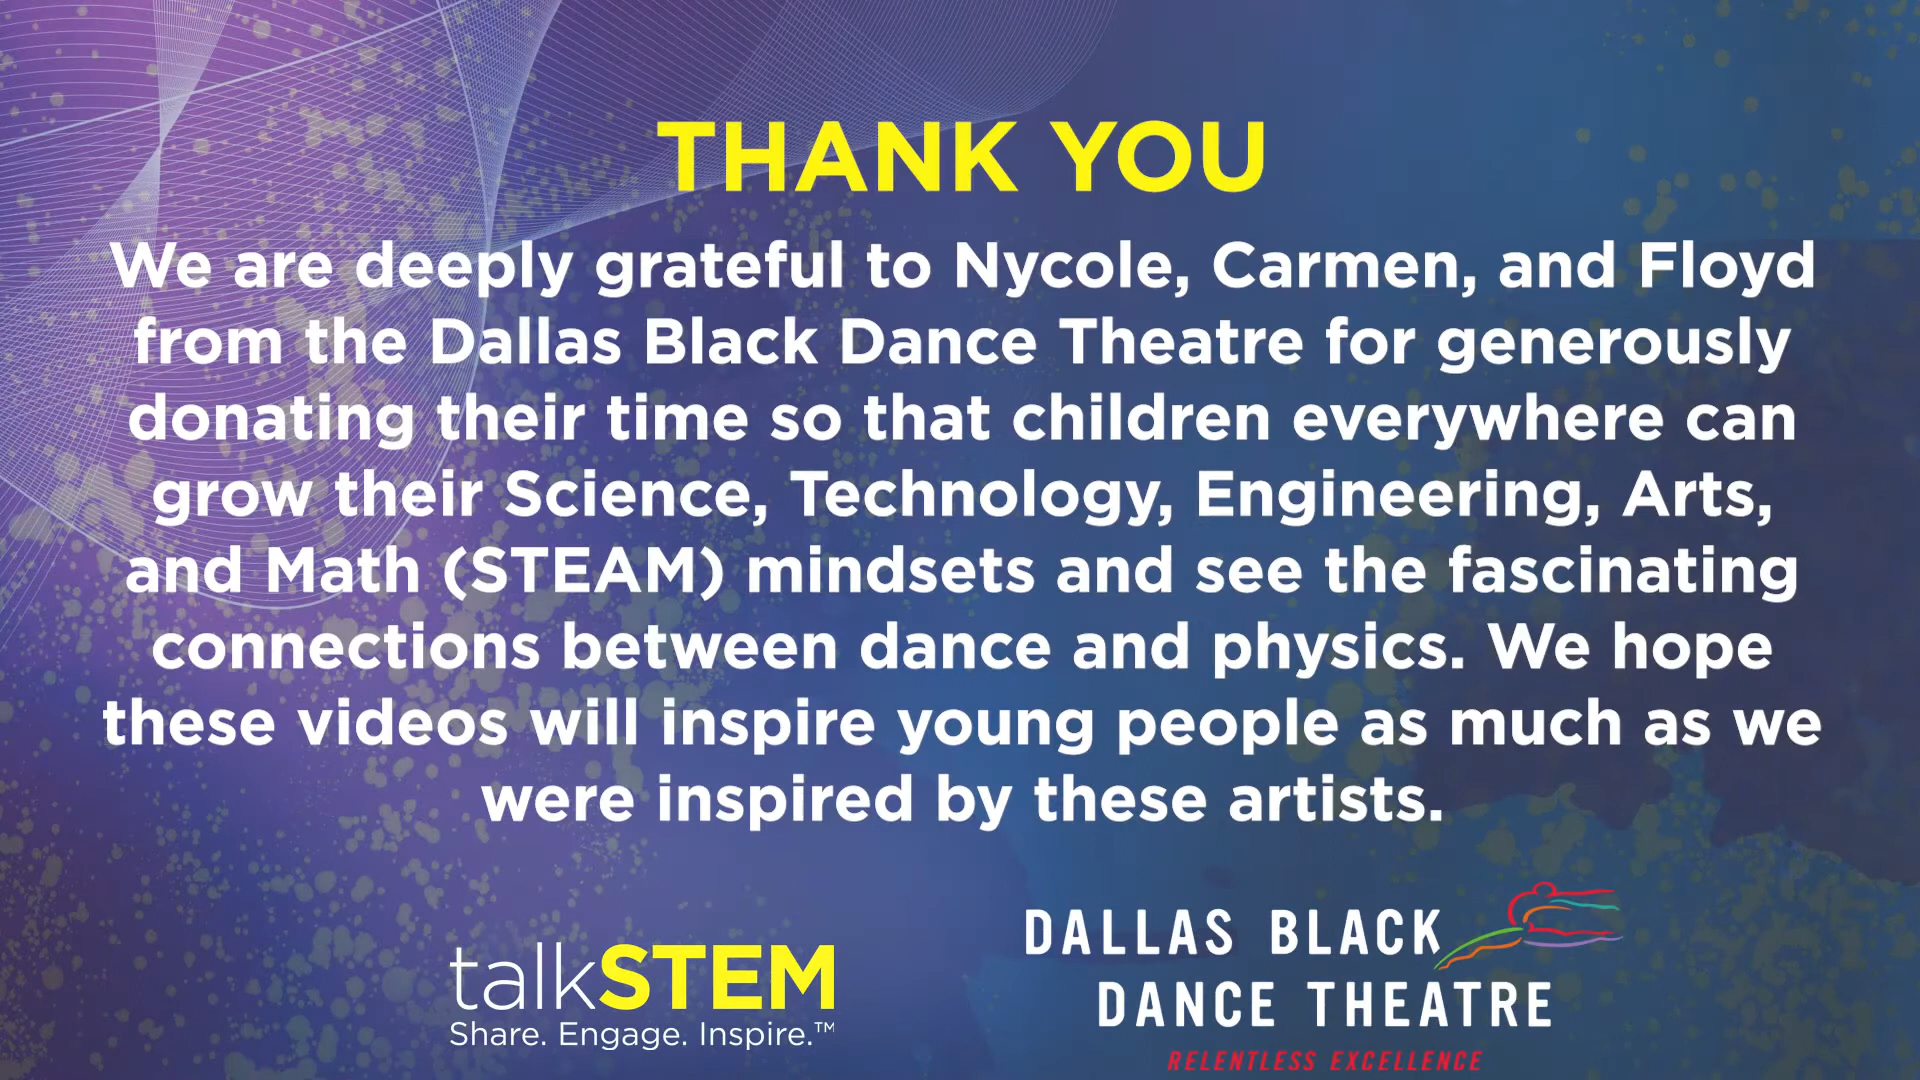 THANK YOU
We are deeply grateful to Nycole, Carmen, and Floyd
from the Dallas Black Dance Theatre for generously
donating their time so that children everywhere can
grow their Science, Technology, Engineering, Arts,
and Math (STEAM) mindsets and see the fascinating
connections between dance and physics. We hope
these videos will inspire young people as much as we
were inspired by these artists.
talkSTEM
Share. Engage. Inspire.™
DALLAS BLACK
DANCE THEATRE
RELENTLESS EXCELLENCE